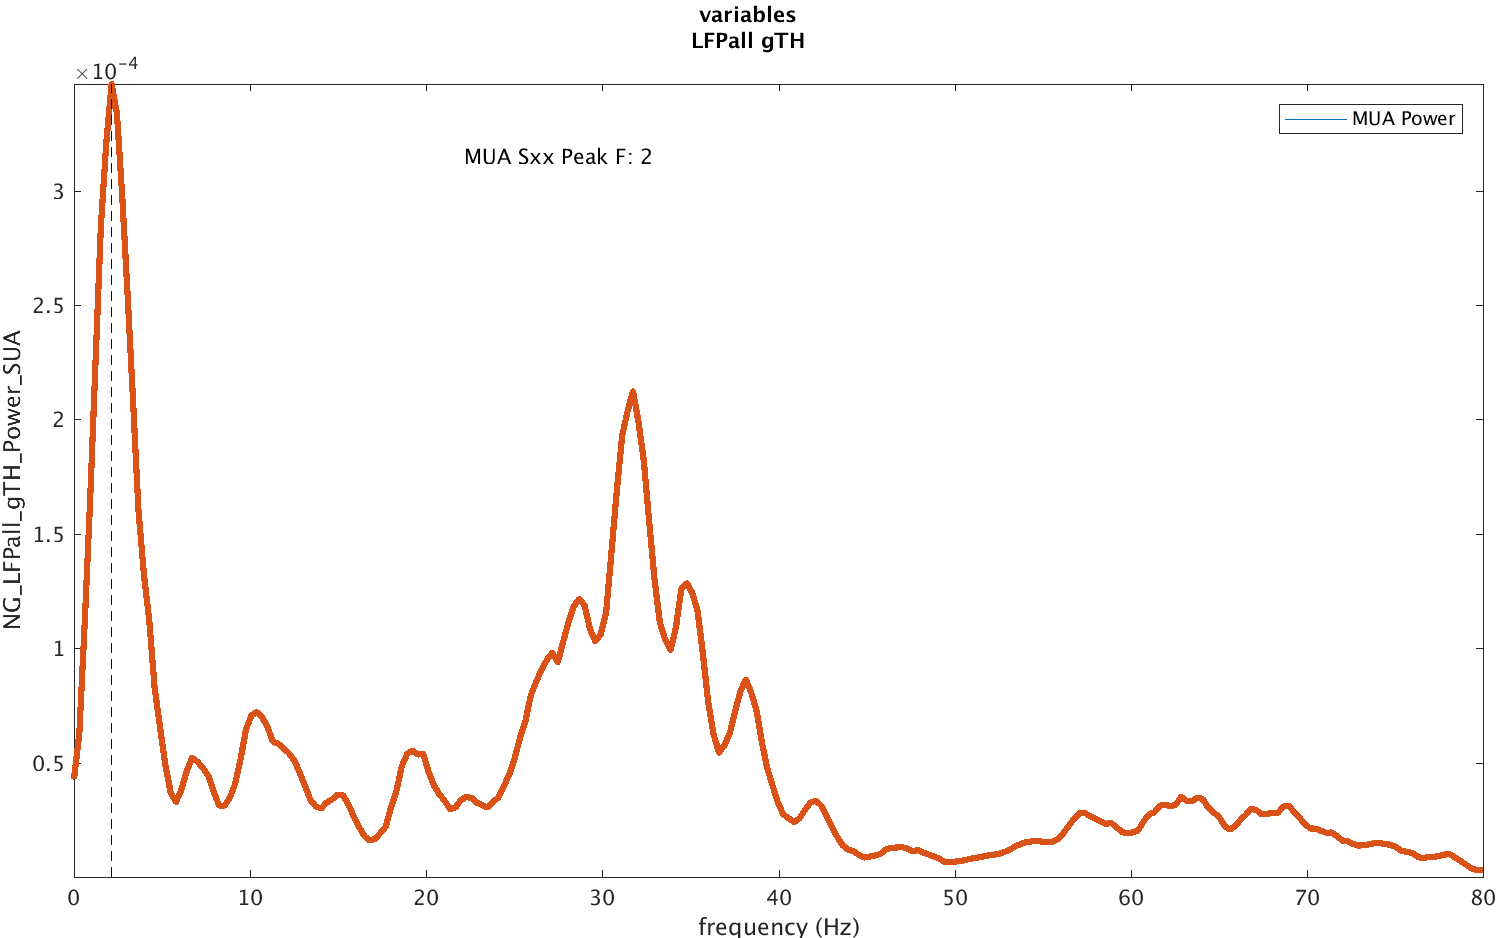 variables
LFPall gTH
×10⁻⁴
MUA Power
MUA Sxx Peak F: 2
3
2.5
2
1.5
1
0.5
NG_LFPall_gTH_Power_SUA
0 10 20 30 40 50 60 70 80
frequency (Hz)